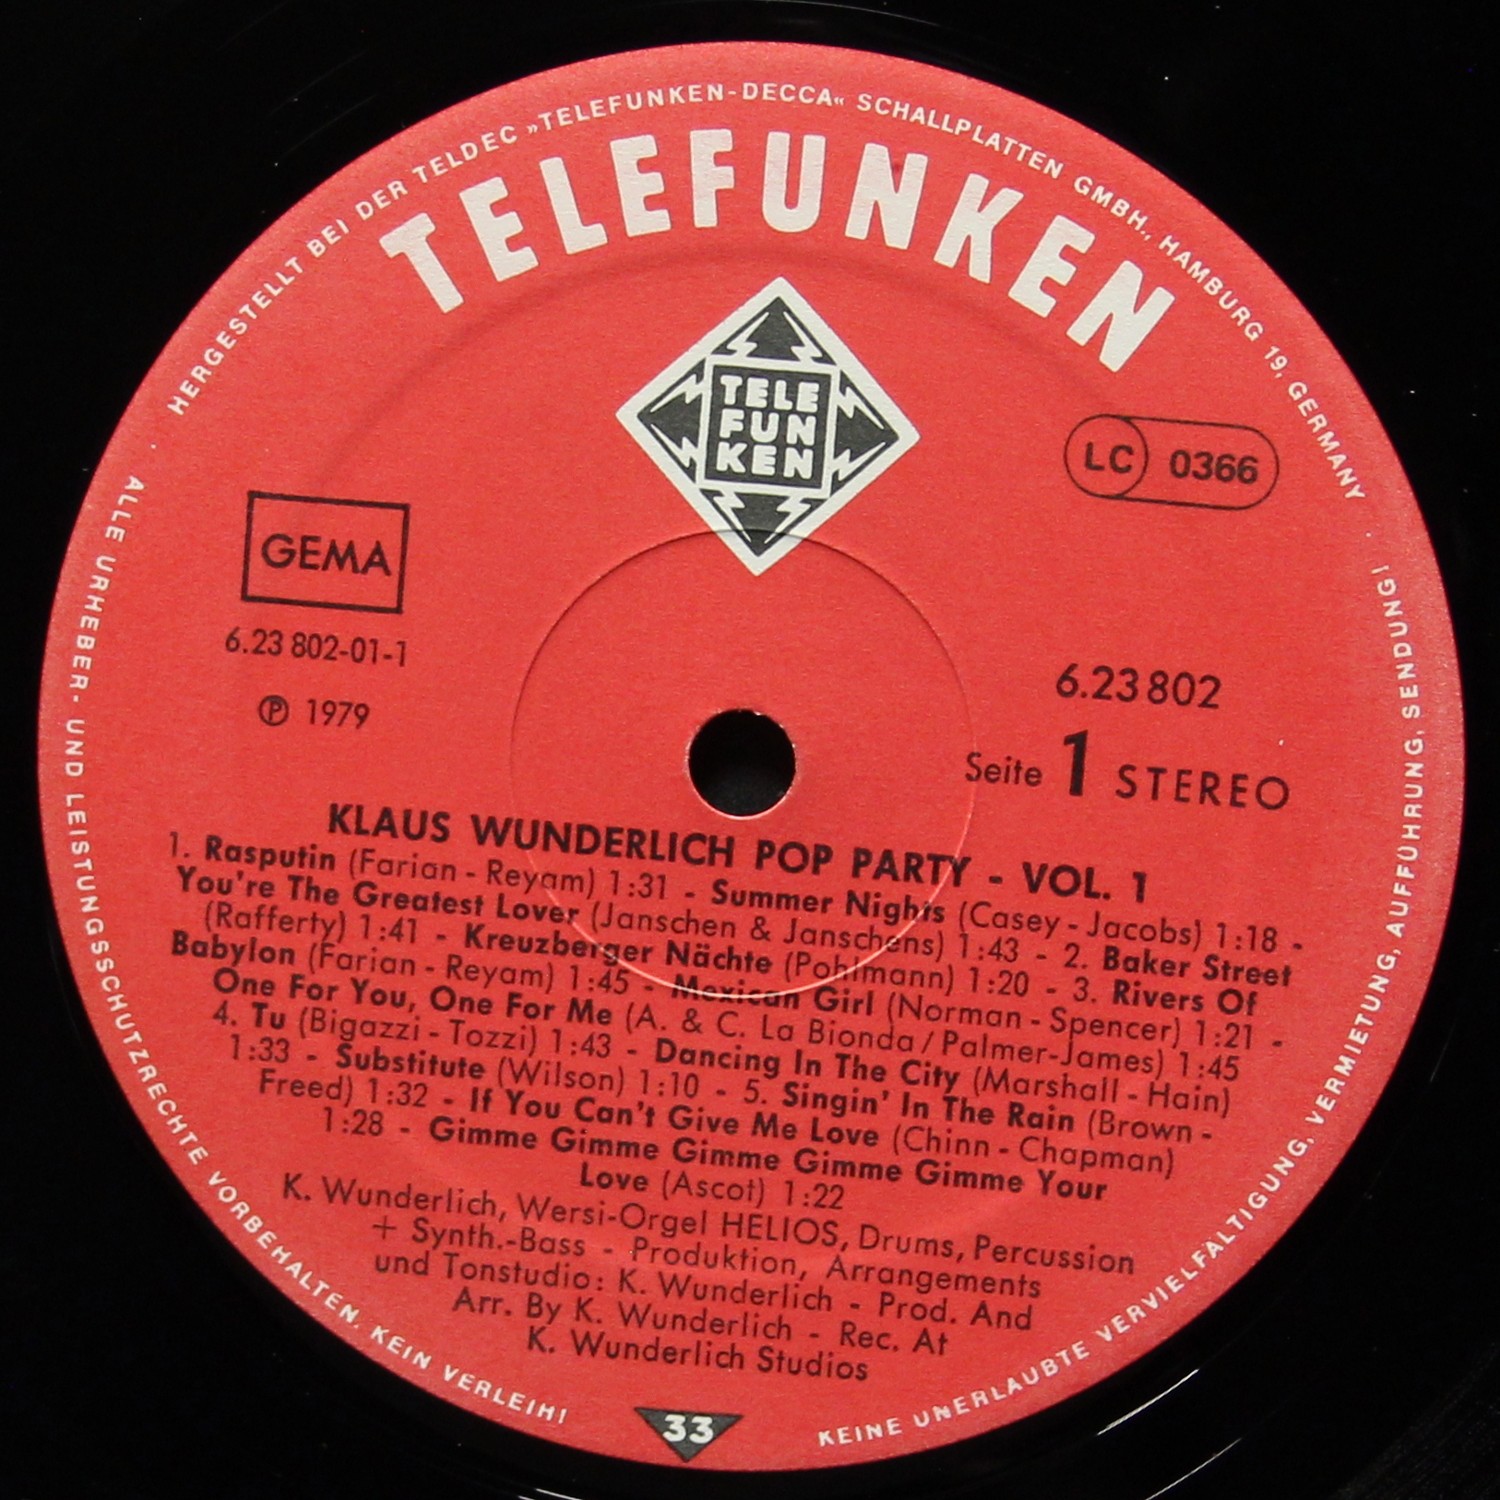 HERGESTELLT BEI DER TELDEC »TELEFUNKEN-DECCA« SCHALLPLATTEN GMBH., HAMBURG 19, GERMANY
TELEFUNKEN
TELE
FUN
KEN
LC 0366
GEMA
6.23 802-01-1
℗ 1979
6.23802
Seite 1 STEREO
KLAUS WUNDERLICH POP PARTY - VOL. 1
1. Rasputin (Farian - Reyam) 1:31 - Summer Nights (Casey - Jacobs) 1:18 -
You're The Greatest Lover (Janschen & Janschens) 1:43 - 2. Baker Street
(Rafferty) 1:41 - Kreuzberger Nächte (Pohlmann) 1:20 - 3. Rivers Of
Babylon (Farian - Reyam) 1:45 - Mexican Girl (Norman - Spencer) 1:21 -
One For You, One For Me (A. & C. La Bionda / Palmer-James) 1:45
4. Tu (Bigazzi - Tozzi) 1:43 - Dancing In The City (Marshall - Hain)
1:33 - Substitute (Wilson) 1:10 - 5. Singin' In The Rain (Brown -
Freed) 1:32 - If You Can't Give Me Love (Chinn - Chapman)
1:28 - Gimme Gimme Gimme Gimme Gimme Your
Love (Ascot) 1:22
K. Wunderlich, Wersi-Orgel HELIOS, Drums, Percussion
+ Synth.-Bass - Produktion, Arrangements
und Tonstudio: K. Wunderlich - Prod. And
Arr. By K. Wunderlich - Rec. At
K. Wunderlich Studios
33
ALLE URHEBER- UND LEISTUNGSSCHUTZRECHTE VORBEHALTEN. KEIN VERLEIH!
KEINE UNERLAUBTE VERVIELFÄLTIGUNG, VERMIETUNG, AUFFÜHRUNG, SENDUNG!